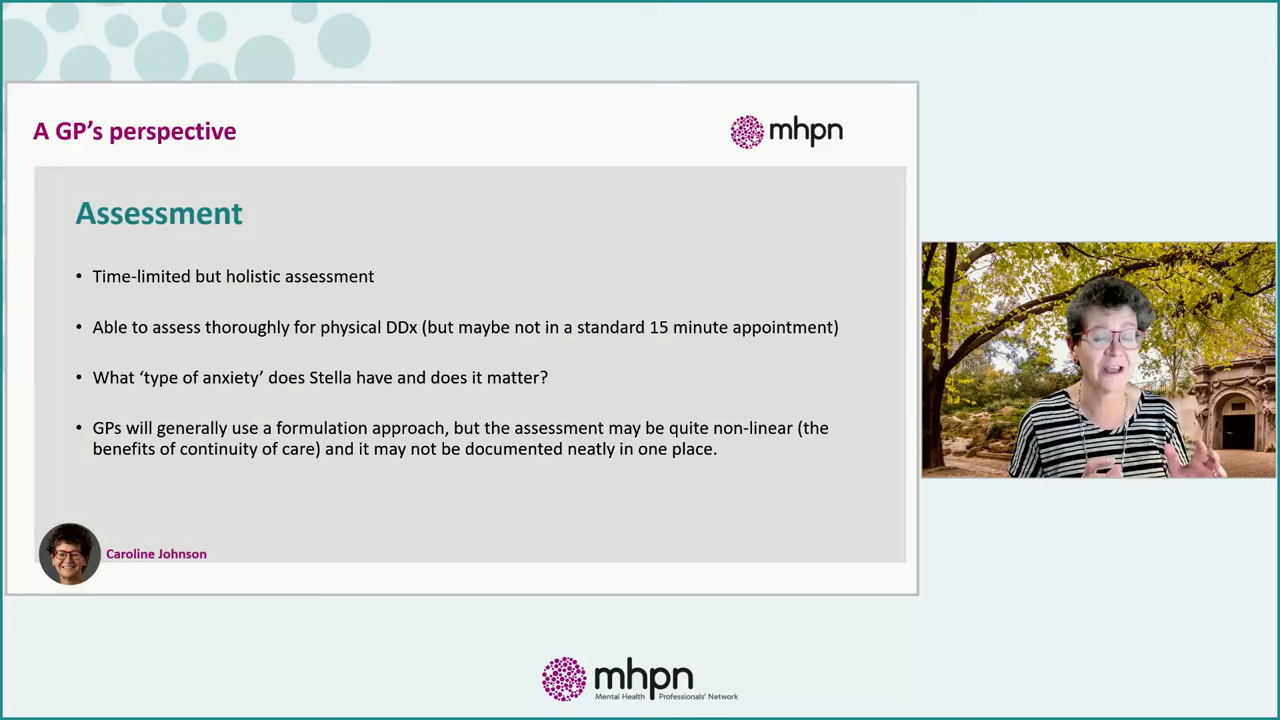 A GP’s perspective
mhpn
Assessment
• Time-limited but holistic assessment
• Able to assess thoroughly for physical DDx (but maybe not in a standard 15 minute appointment)
• What ‘type of anxiety’ does Stella have and does it matter?
• GPs will generally use a formulation approach, but the assessment may be quite non-linear (the
benefits of continuity of care) and it may not be documented neatly in one place.
Caroline Johnson
mhpn
Mental Health Professionals’ Network